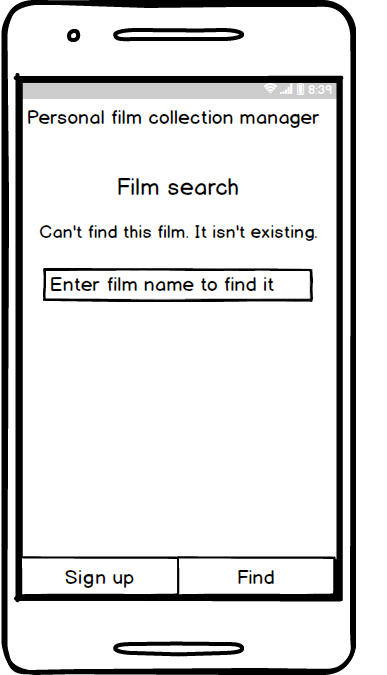 8:39
Personal film collection manager
Film search
Can't find this film. It isn't existing.
Enter film name to find it
Sign up
Find